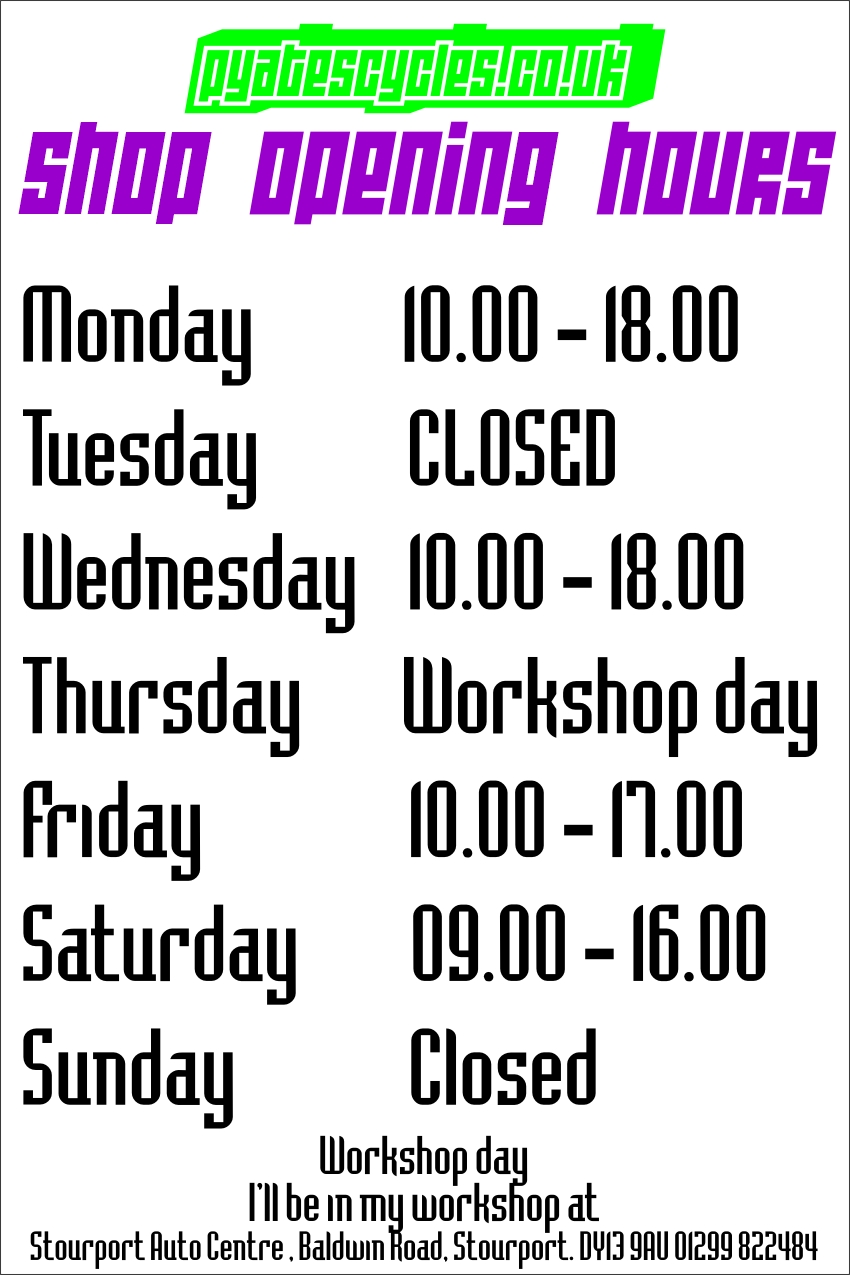 pyatescycles.co.uk
shop opening hours
Monday 10.00 - 18.00
Tuesday CLOSED
Wednesday 10.00 - 18.00
Thursday Workshop day
Friday 10.00 - 17.00
Saturday 09.00 - 16.00
Sunday Closed
Workshop day
I'll be in my workshop at
Stourport Auto Centre , Baldwin Road, Stourport. DY13 9AU 01299 822484